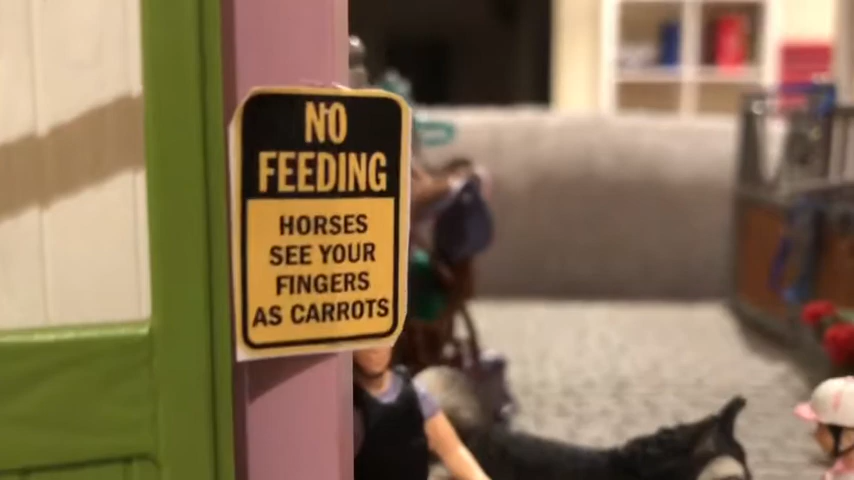 NO
FEEDING
HORSES
SEE YOUR
FINGERS
AS CARROTS